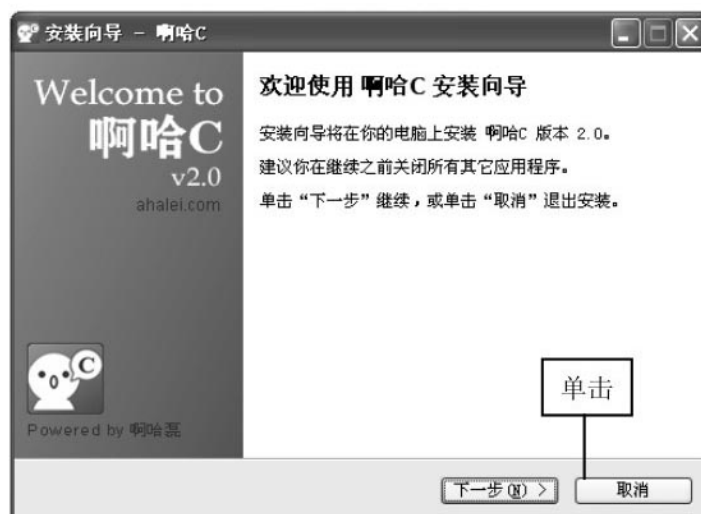 安装向导 - 啊哈C
Welcome to
啊哈C
v2.0
ahalei.com
Powered by 啊哈磊
欢迎使用 啊哈C 安装向导
安装向导将在你的电脑上安装 啊哈C 版本 2.0。
建议你在继续之前关闭所有其它应用程序。
单击“下一步”继续，或单击“取消”退出安装。
单击
下一步(N) >
取消